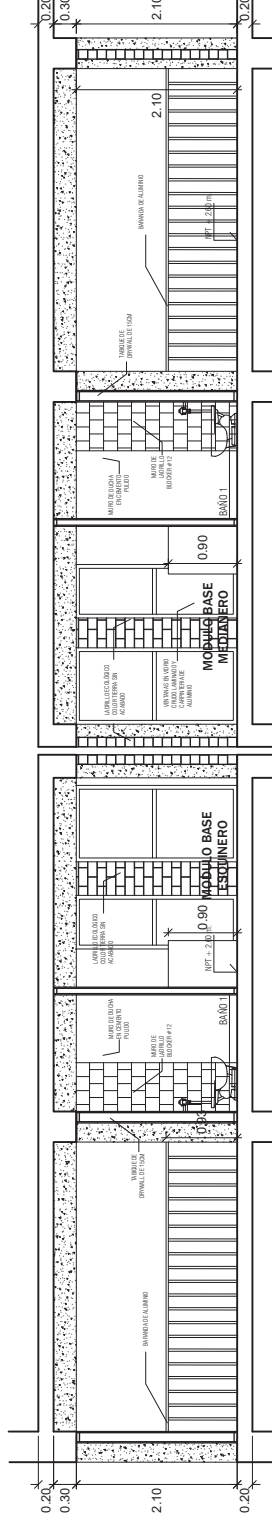 0.20
0.30
2.10
0.20
BARANDA DE ALUMINIO
TABIQUE DE
DRYWALL DE 15CM
0.93
MURO DE DUCHA
EN CEMENTO
PULIDO
MURO DE
LADRILLO
BLOCKER #12
BAÑO 1
LADRILLO ECOLÓGICO
COLOR TIERRA SIN
ACABADO
NPT + 2.60 m.
0.90
MODULO BASE
ESQUINERO
LADRILLO ECOLÓGICO
COLOR TIERRA SIN
ACABADO
VENTANAS EN VIDRIO
CRUDO LAMINADO Y
CARPINTERIA DE
ALUMINIO
MODULO BASE
MEDIANERO
0.90
MURO DE DUCHA
EN CEMENTO
PULIDO
MURO DE
LADRILLO
BLOCKER #12
BAÑO 1
TABIQUE DE
DRYWALL DE 15CM
BARANDA DE ALUMINIO
NPT + 2.60 m.
2.10
0.20
0.30
2.10
0.20